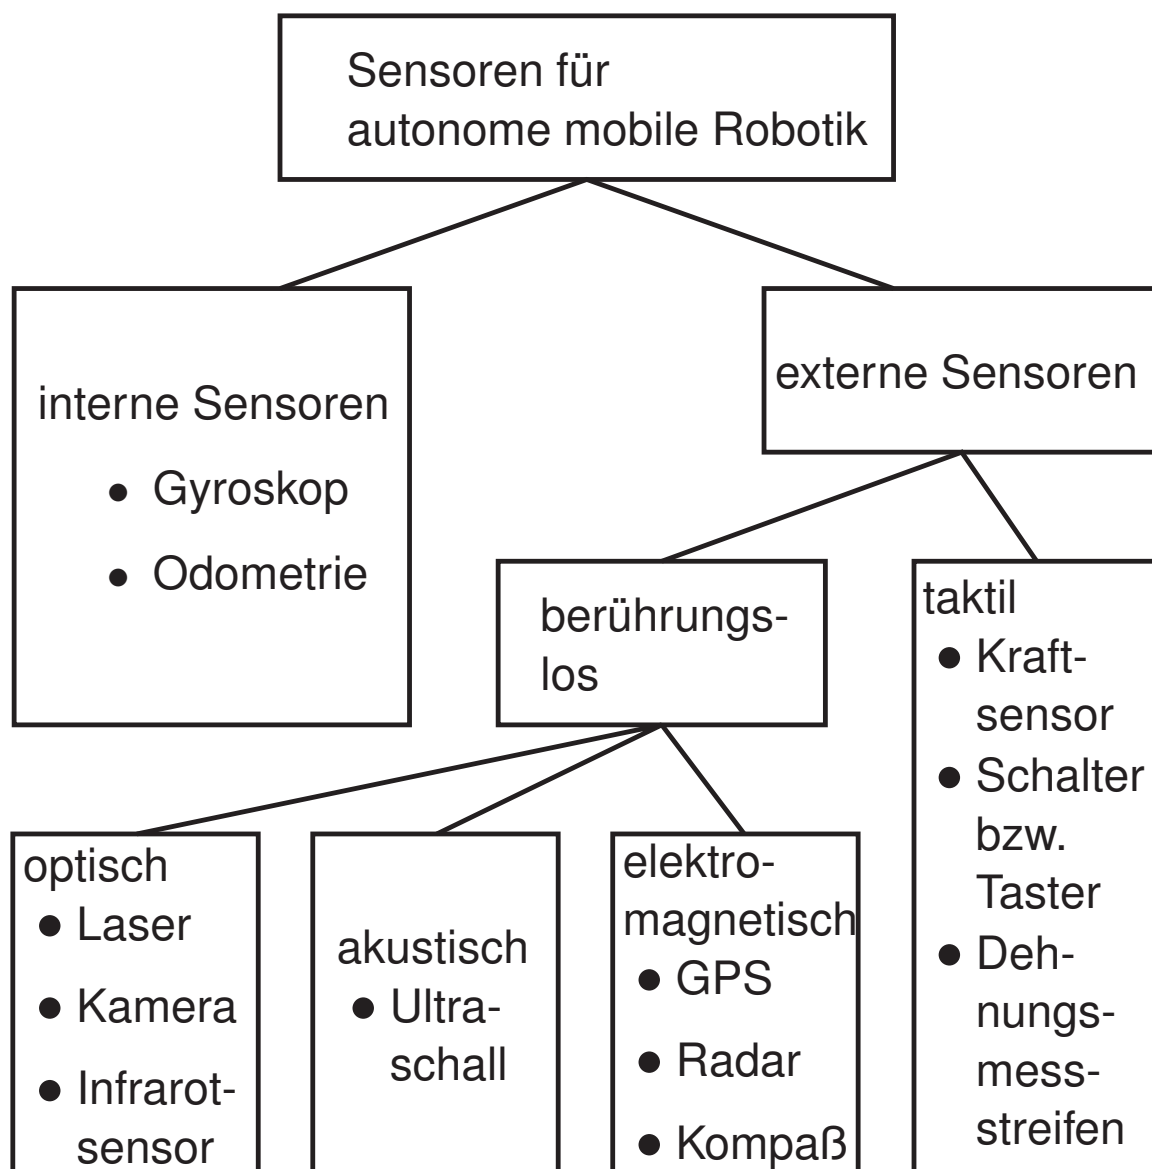 Sensoren für
autonome mobile Robotik
interne Sensoren
● Gyroskop
● Odometrie
externe Sensoren
berührungs-
los
taktil
● Kraft-
sensor
● Schalter
bzw.
Taster
● Deh-
nungs-
mess-
streifen
optisch
● Laser
● Kamera
● Infrarot-
sensor
akustisch
● Ultra-
schall
elektro-
magnetisch
● GPS
● Radar
● Kompaß